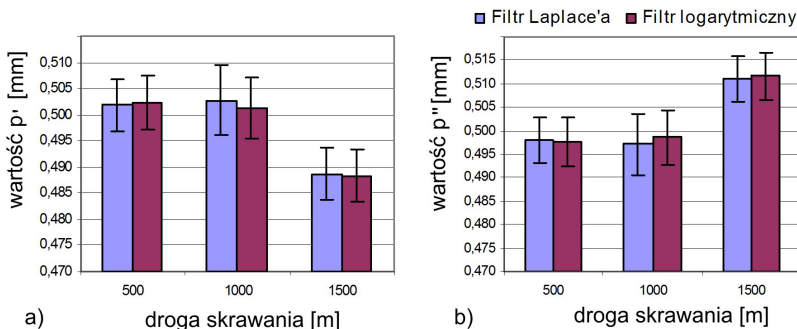 Filtr Laplace'a Filtr logarytmiczny
wartość p' [mm]
0,510
0,505
0,500
0,495
0,490
0,485
0,480
0,475
0,470
500 1000 1500
droga skrawania [m]
a)
wartość p" [mm]
0,515
0,510
0,505
0,500
0,495
0,490
0,485
0,480
0,475
0,470
500 1000 1500
droga skrawania [m]
b)